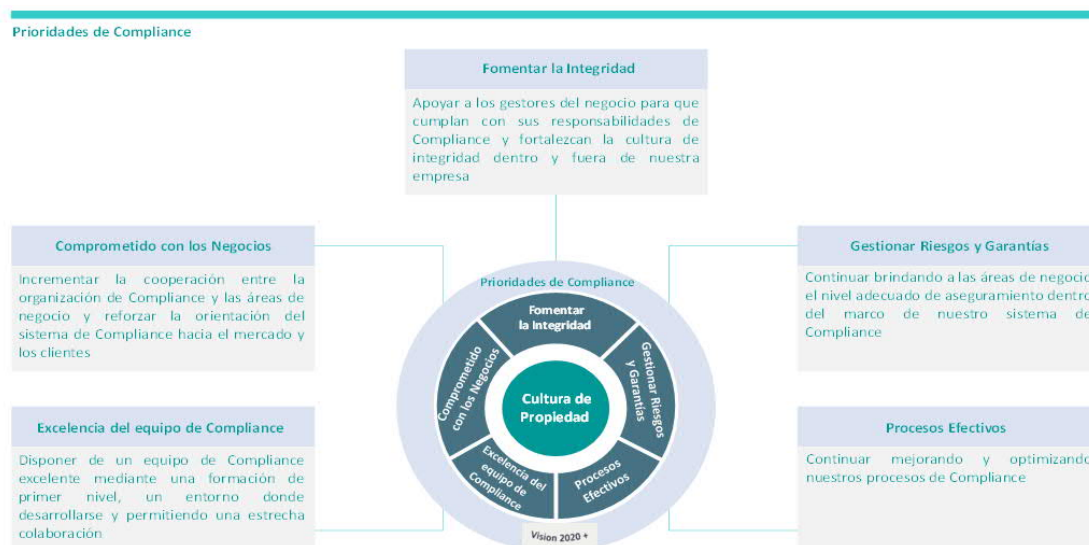 Prioridades de Compliance
Fomentar la Integridad
Apoyar a los gestores del negocio para que
cumplan con sus responsabilidades de
Compliance y fortalezcan la cultura de
integridad dentro y fuera de nuestra
empresa
Comprometido con los Negocios
Incrementar la cooperación entre la
organización de Compliance y las áreas de
negocio y reforzar la orientación del
sistema de Compliance hacia el mercado y
los clientes
Gestionar Riesgos y Garantías
Continuar brindando a las áreas de negocio
el nivel adecuado de aseguramiento dentro
del marco de nuestro sistema de
Compliance
Prioridades de Compliance
Fomentar
la Integridad
Comprometido
con los Negocios
Gestionar Riesgos
y Garantías
Cultura de
Propiedad
Excelencia del
equipo de
Compliance
Procesos
Efectivos
Vision 2020 +
Excelencia del equipo de Compliance
Disponer de un equipo de Compliance
excelente mediante una formación de
primer nivel, un entorno donde
desarrollarse y permitiendo una estrecha
colaboración
Procesos Efectivos
Continuar mejorando y optimizando
nuestros procesos de Compliance